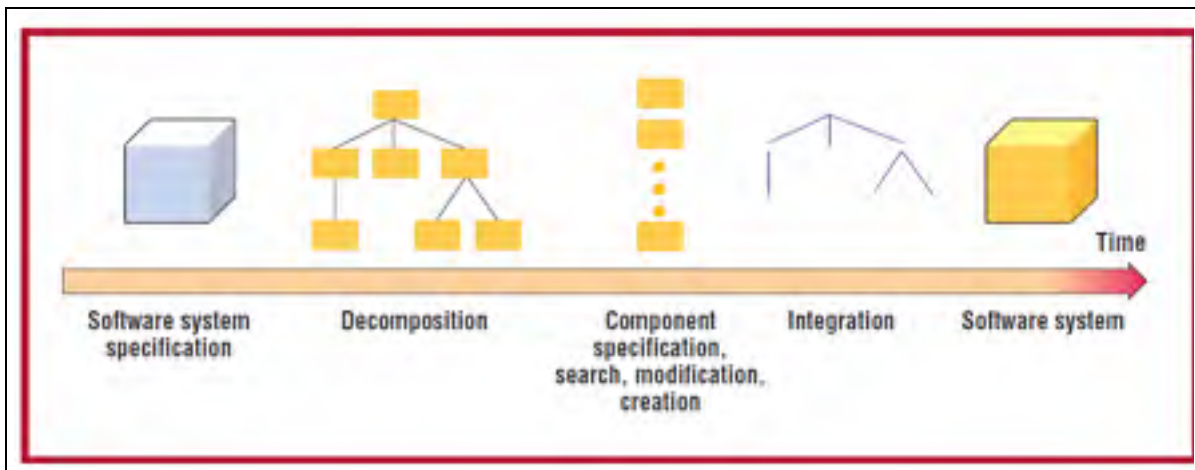 Time
Software system
specification
Decomposition
Component
specification,
search, modification,
creation
Integration
Software system